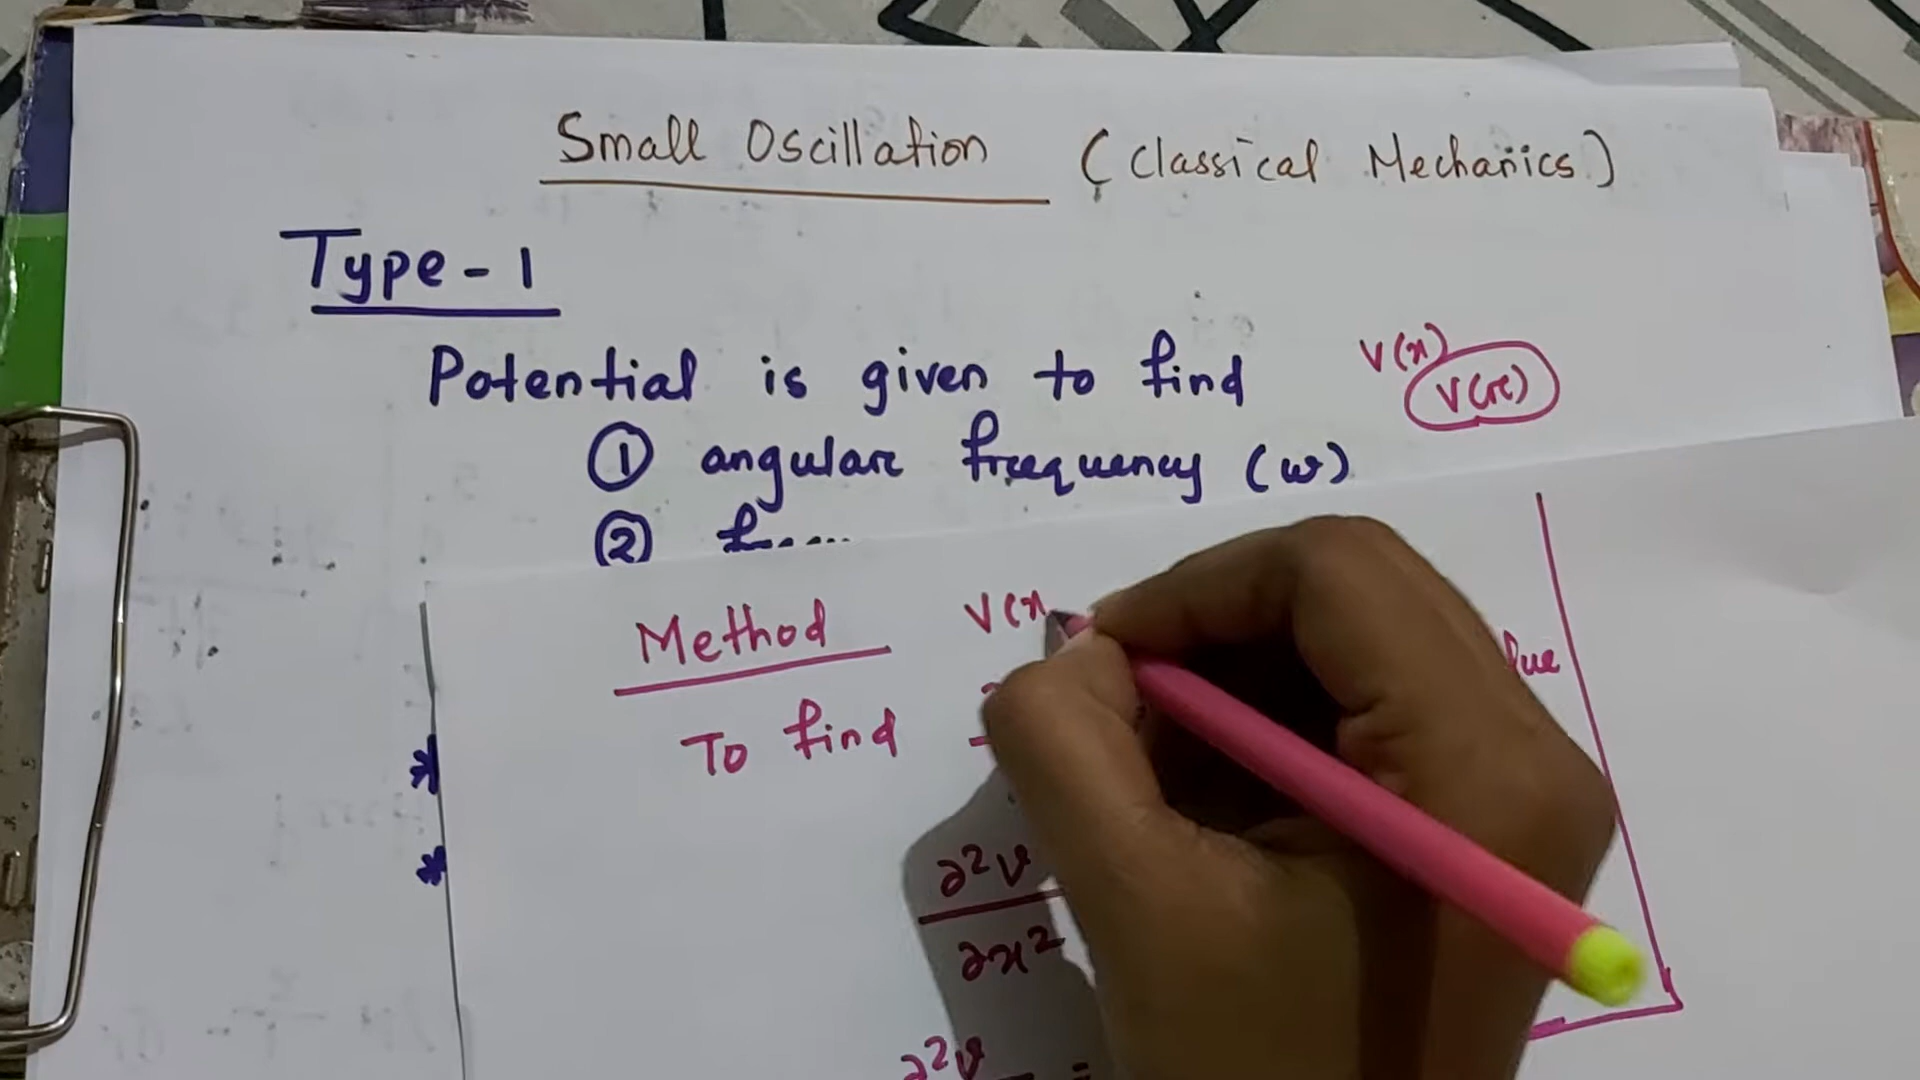 Small Oscillation (Classical Mechanics)
Type-1
Potential is given to find V(x)
V(r)
① angular frequency (ω)
②
Method V(x
To find
*
*
∂²V
∂x²
∂²V
=